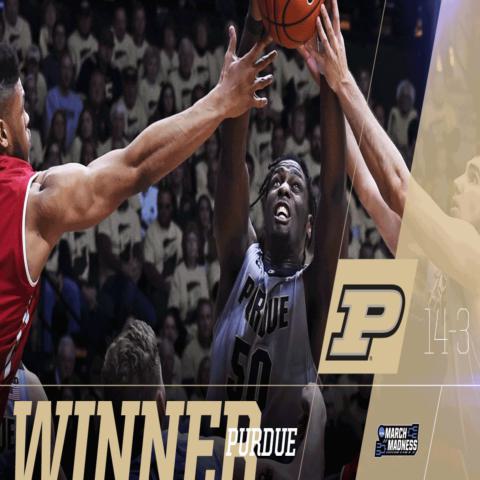 PURDUE
50
P
14-3
WINNER
PURDUE
MARCH
MADNESS